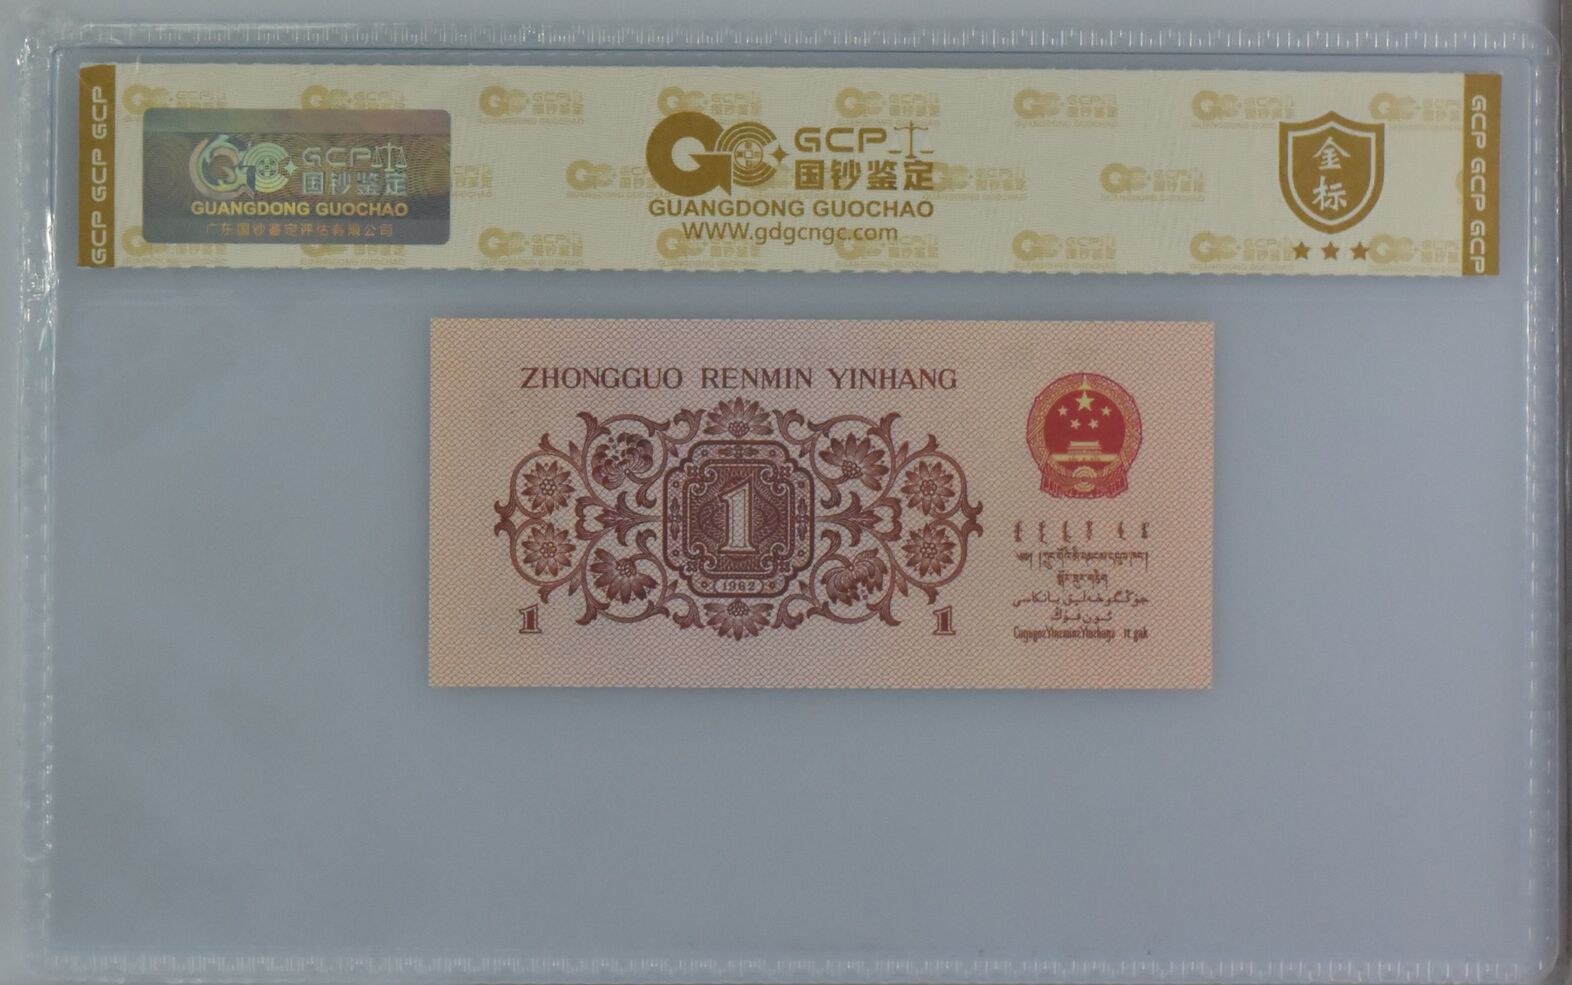 GCP GCP GCP
GCP
国钞鉴定
GUANGDONG GUOCHAO
广东国钞鉴定评估有限公司
GCP
国钞鉴定
GUANGDONG GUOCHAO
WWW.gdgcngc.com
金
标
GCP GCP GCP
ZHONGGUO RENMIN YINHANG
1
1962
1
1
جۇڭگوخەلىق بانكاسى